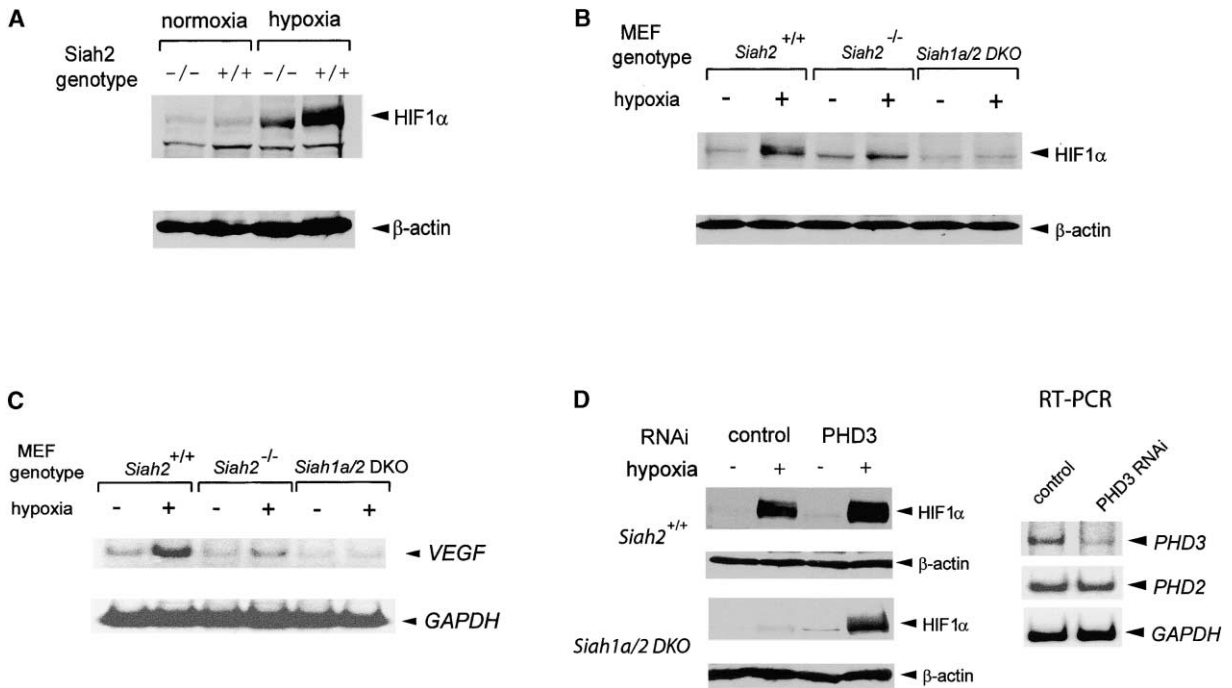 A
normoxia hypoxia
Siah2 genotype
-/- +/+ -/- +/+
HIF1α
β-actin
B
MEF genotype
Siah2 +/+ Siah2 -/- Siah1a/2 DKO
hypoxia - + - + - +
HIF1α
β-actin
C
MEF genotype
Siah2 +/+ Siah2 -/- Siah1a/2 DKO
hypoxia - + - + - +
VEGF
GAPDH
D
RNAi control PHD3
hypoxia - + - +
Siah2 +/+
HIF1α
β-actin
Siah1a/2 DKO
HIF1α
β-actin
RT-PCR
control PHD3 RNAi
PHD3
PHD2
GAPDH